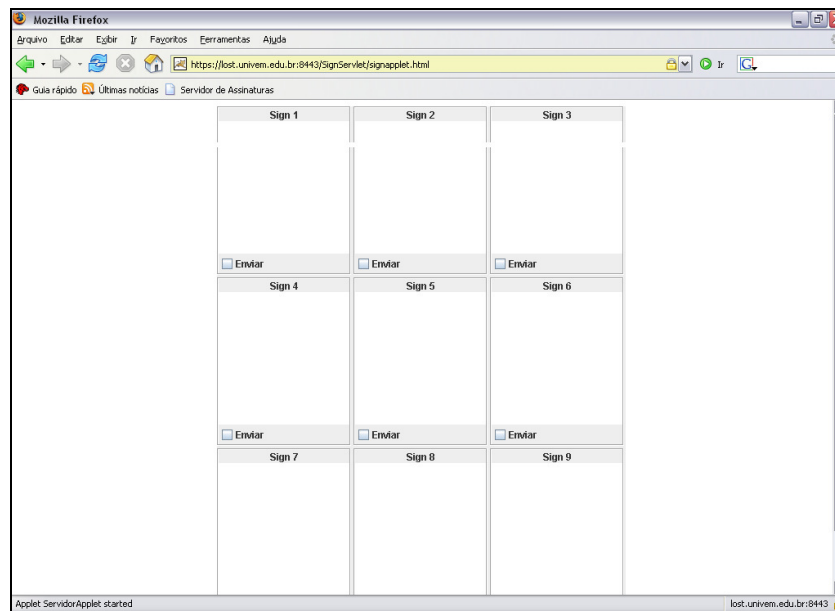 Mozilla Firefox
Arquivo Editar Exibir Ir Favoritos Ferramentas Ajuda
https://lost.univem.edu.br:8443/SignServlet/signapplet.html Ir G
Guia rápido Últimas notícias Servidor de Assinaturas
Sign 1 Sign 2 Sign 3
Enviar Enviar Enviar
Sign 4 Sign 5 Sign 6
Enviar Enviar Enviar
Sign 7 Sign 8 Sign 9
Applet ServidorApplet started lost.univem.edu.br:8443